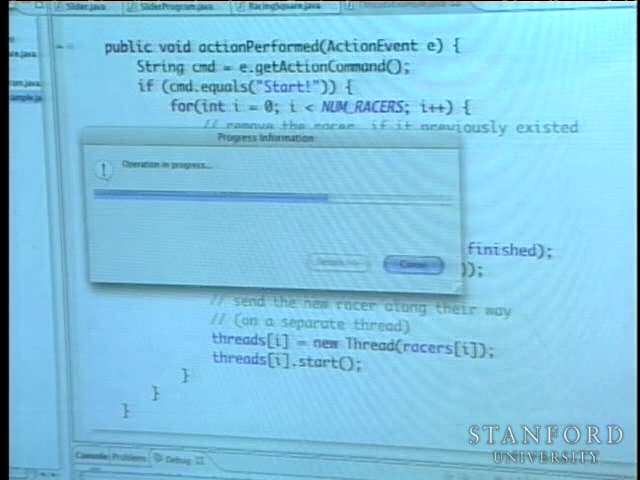 Slider.java
SliderProgram.java
RacingSquare.java
public void actionPerformed(ActionEvent e) {
String cmd = e.getActionCommand();
if (cmd.equals("Start!")) {
for(int i = 0; i < NUM_RACERS; i++) {
// remove the racer, if it previously existed
Progress Information
Operation in progress...
finished);
));
Cancel
// send the new racer along their way
// (on a separate thread)
threads[i] = new Thread(racers[i]);
threads[i].start();
}
}
}
Console Problems Debug
STANFORD
UNIVERSITY